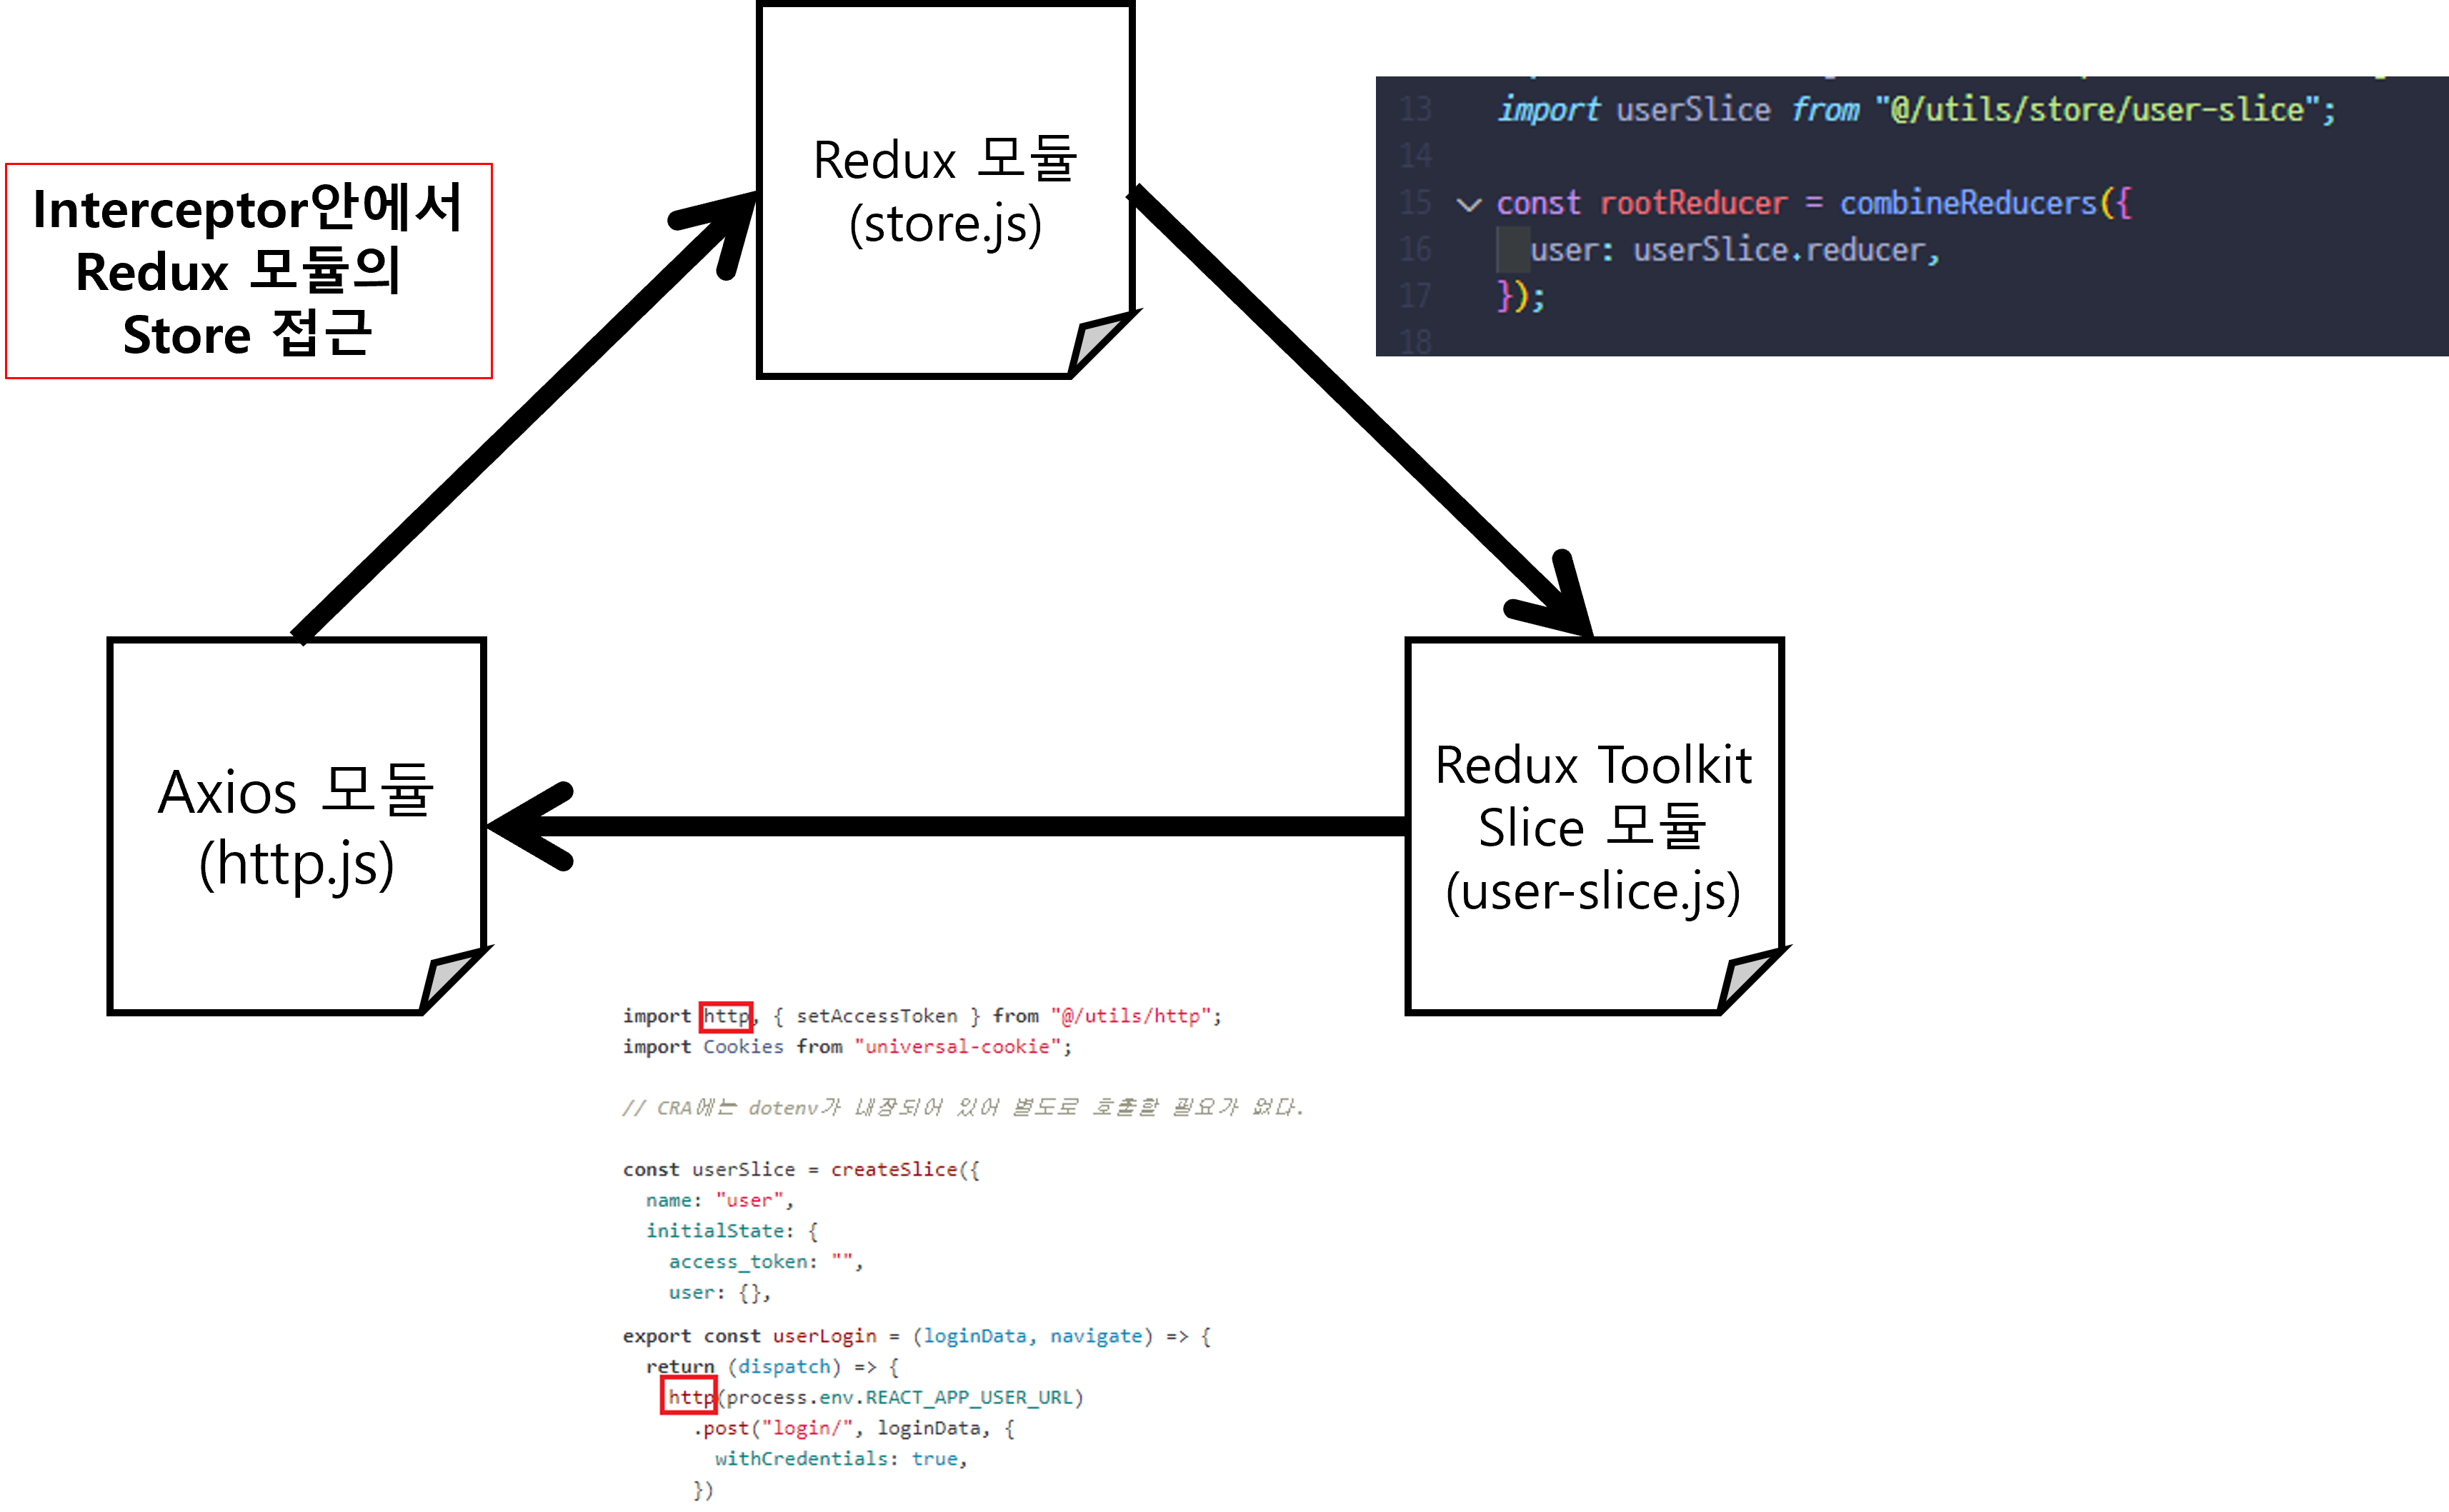 Interceptor안에서
Redux 모듈의
Store 접근
Redux 모듈
(store.js)
13 import userSlice from "@/utils/store/user-slice";
14
15 const rootReducer = combineReducers({
16 user: userSlice.reducer,
17 });
18
Axios 모듈
(http.js)
Redux Toolkit
Slice 모듈
(user-slice.js)
import http, { setAccessToken } from "@/utils/http";
import Cookies from "universal-cookie";
// CRA에는 dotenv가 내장되어 있어 별도로 호출할 필요가 없다.
const userSlice = createSlice({
name: "user",
initialState: {
access_token: "",
user: {},
export const userLogin = (loginData, navigate) => {
return (dispatch) => {
http(process.env.REACT_APP_USER_URL)
.post("login/", loginData, {
withCredentials: true,
})